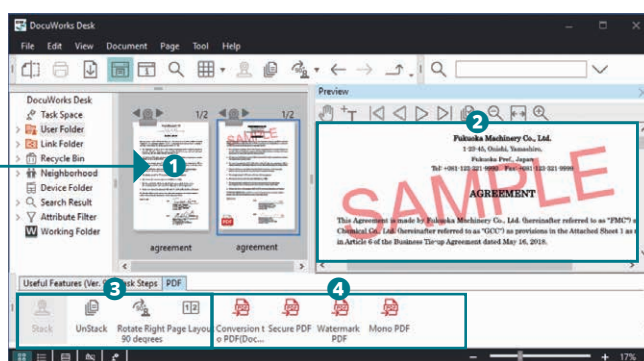 DocuWorks Desk
File Edit View Document Page Tool Help
DocuWorks Desk
Task Space
User Folder
Link Folder
Recycle Bin
Neighborhood
Device Folder
Search Result
Attribute Filter
Working Folder
1/2
1/2
1
SAMPLE
PDF
agreement
agreement
Preview
T
2
Fukuoka Machinery Co., Ltd.
Fukuoka Pref., Japan
SAMPLE
AGREEMENT
This Agreement is made by Fukuoka Machinery Co., Ltd. (hereinafter referred to as "FMC")
Chemical Co., Ltd. (hereinafter referred to as "GCC") as provisions in the Attached Sheet 1 as
in Article 6 of the Business Tie-up Agreement dated May 16, 2018.
Useful Features (Ver. 9 sk Steps PDF
3
4
Stack
UnStack
Rotate Right
90 degrees
Page Layou
Conversion t
o PDF(Doc...
Secure PDF
Watermark
PDF
Mono PDF
17%